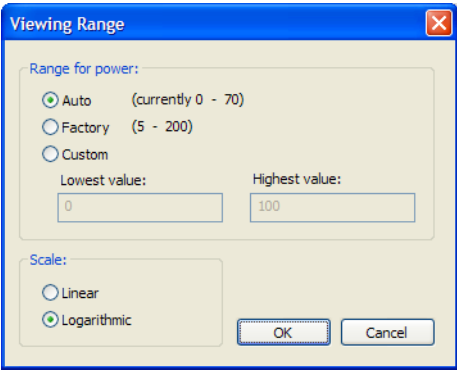 Viewing Range
Range for power:
Auto (currently 0 - 70)
Factory (5 - 200)
Custom
Lowest value: Highest value:
0 100
Scale:
Linear
Logarithmic
OK Cancel